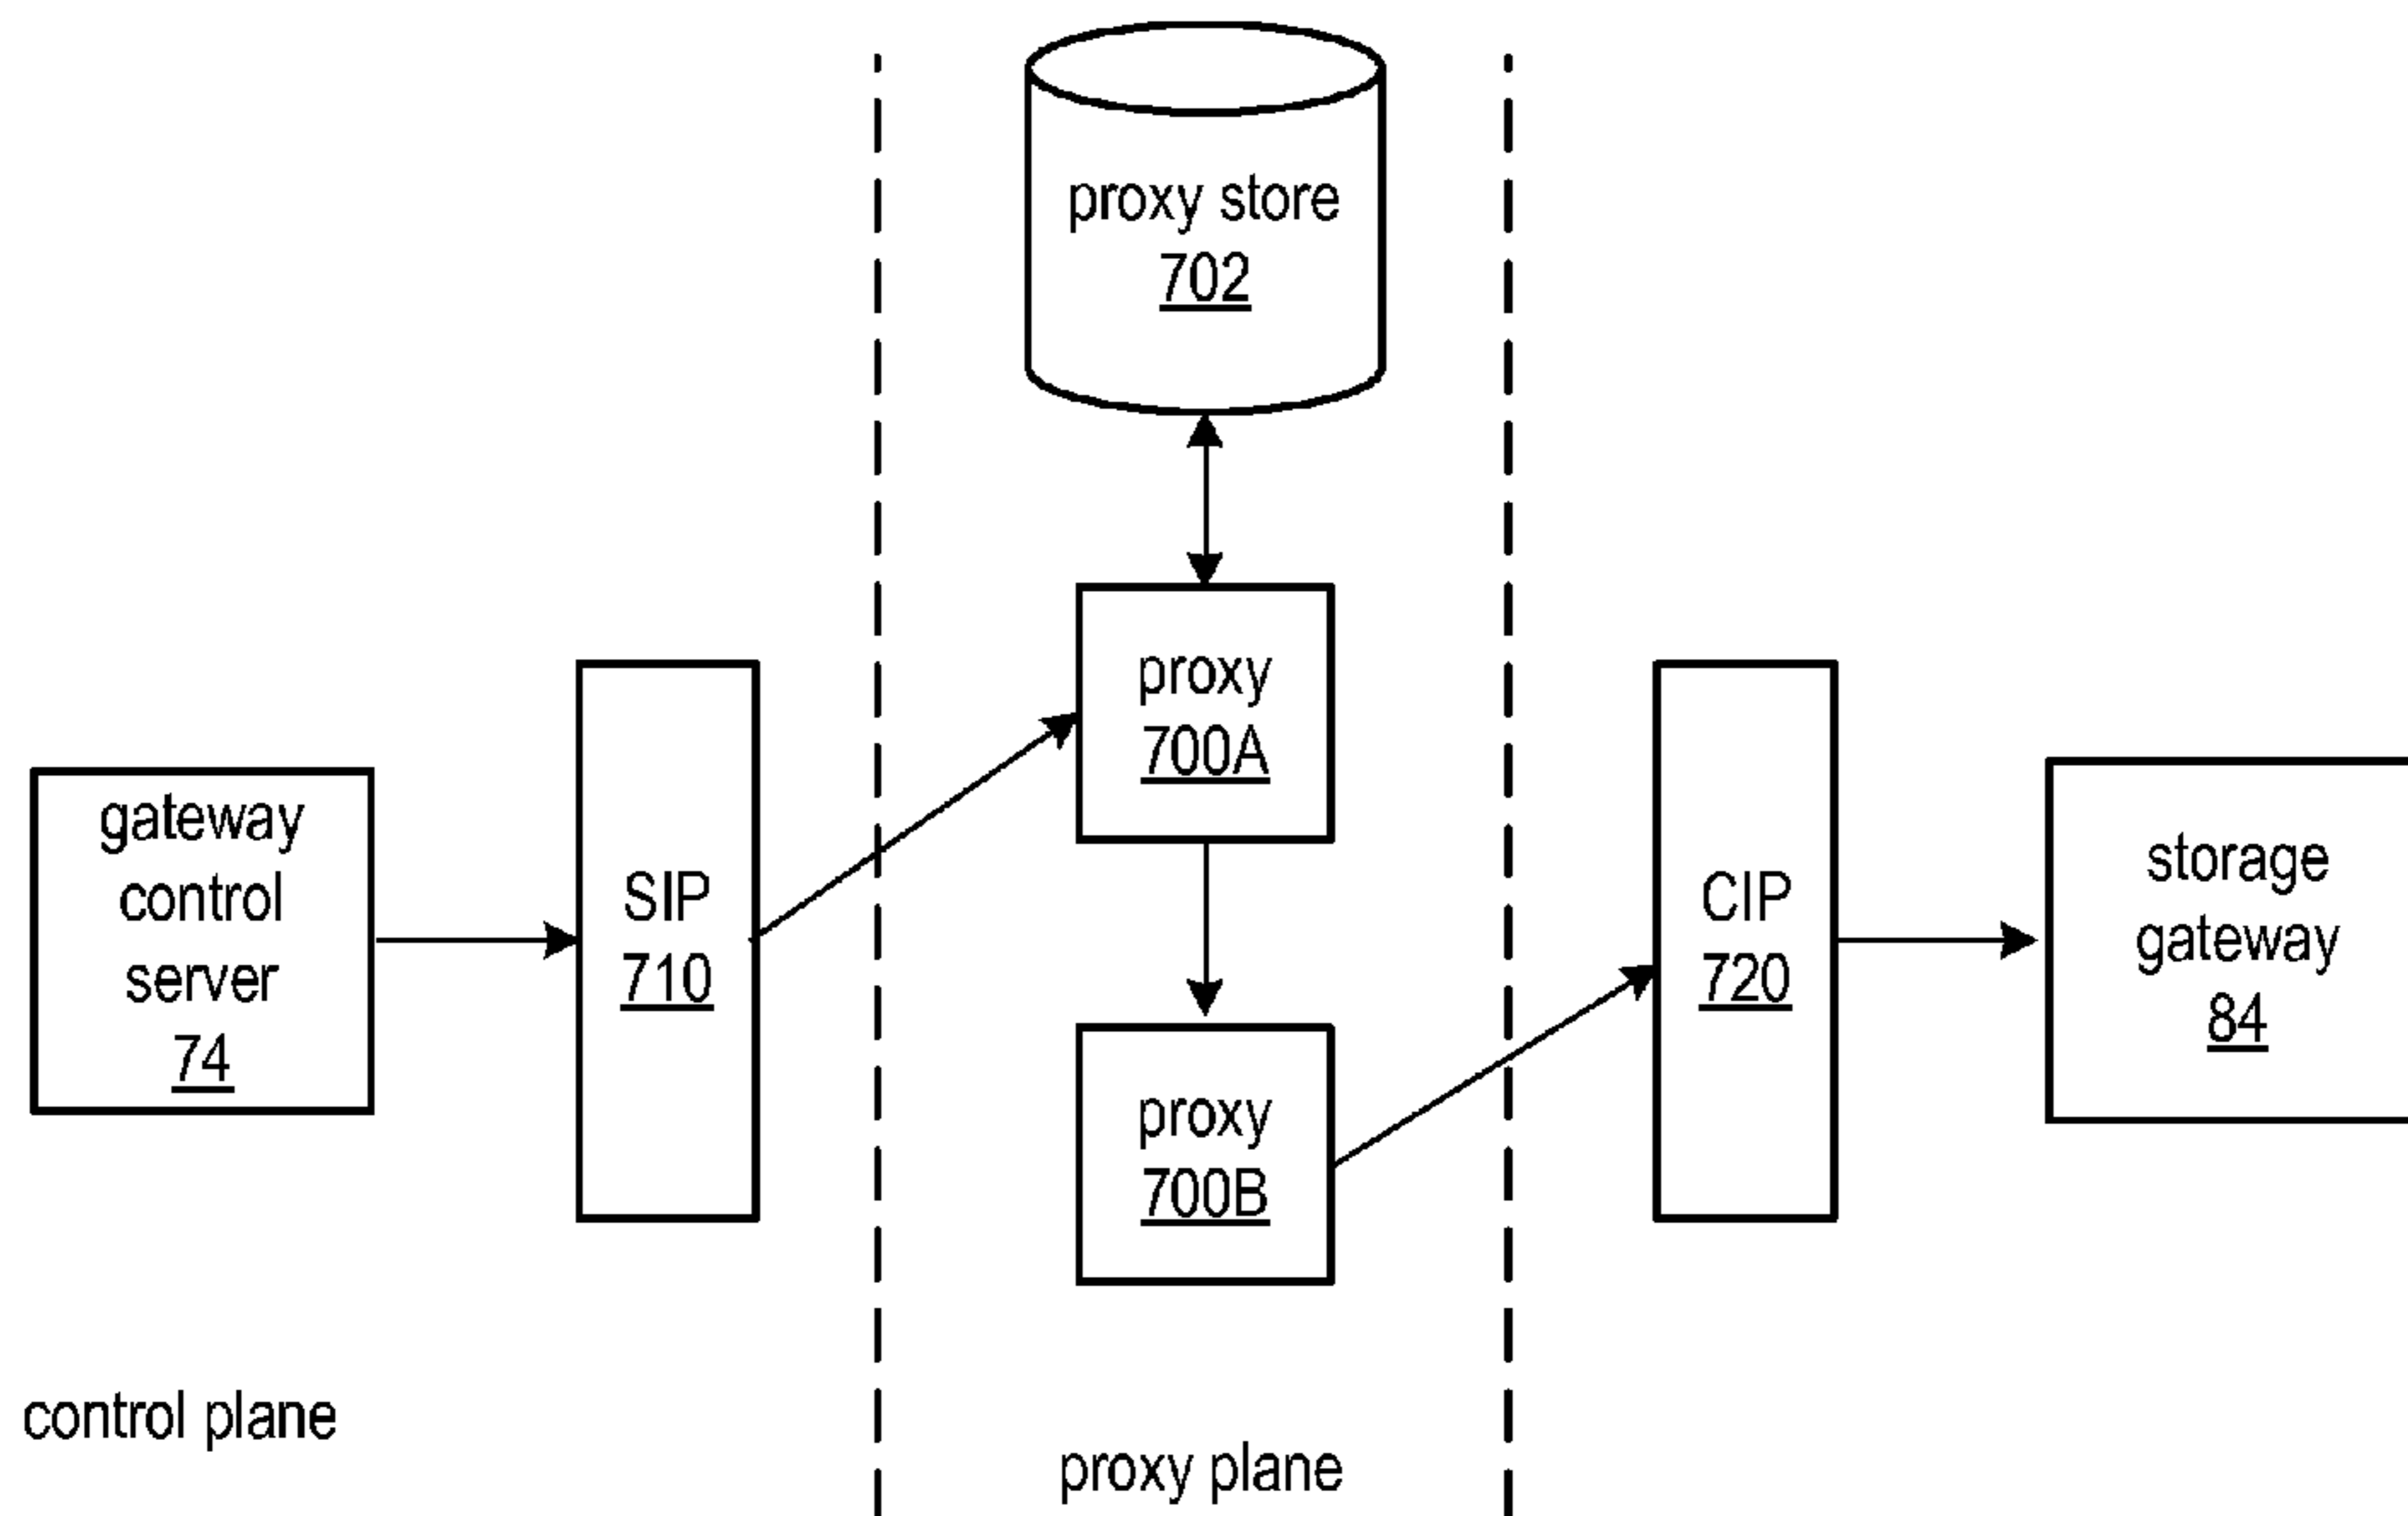 proxy store
702
proxy
700A
gateway
control
server
74
SIP
710
CIP
720
storage
gateway
84
proxy
700B
control plane
proxy plane